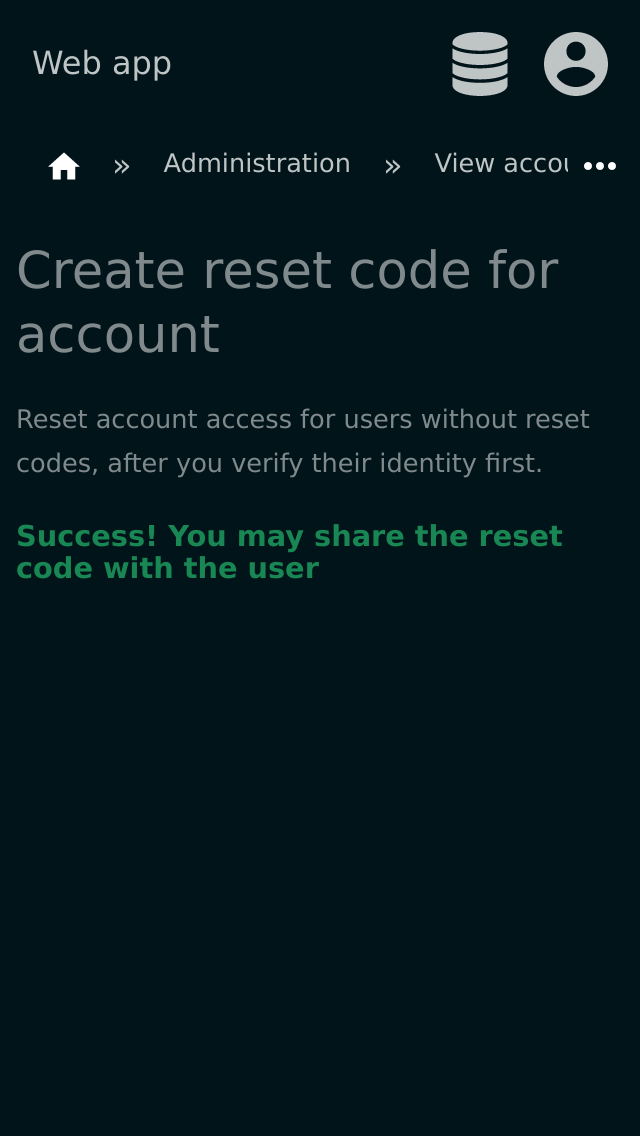 Web app
» Administration » View accou
Create reset code for
account
Reset account access for users without reset
codes, after you verify their identity first.
Success! You may share the reset
code with the user